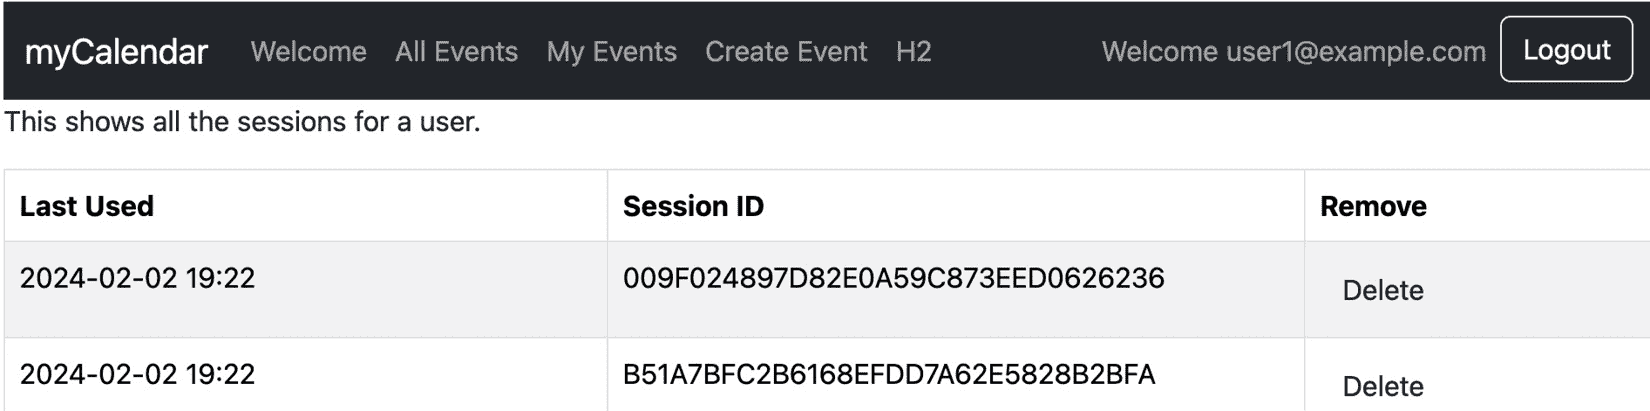 myCalendar Welcome All Events My Events Create Event H2 Welcome user1@example.com Logout
This shows all the sessions for a user.
Last Used Session ID Remove
2024-02-02 19:22 009F024897D82E0A59C873EED0626236 Delete
2024-02-02 19:22 B51A7BFC2B6168EFDD7A62E5828B2BFA Delete